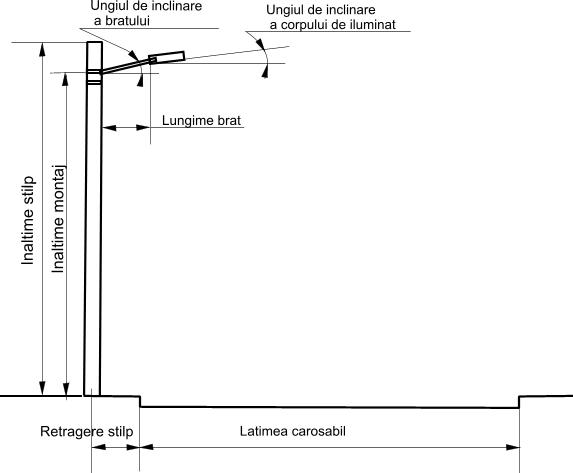 Ungiul de inclinare
a bratului
Ungiul de inclinare
a corpului de iluminat
Lungime brat
Inaltime stilp
Inaltime montaj
Retragere stilp
Latimea carosabil